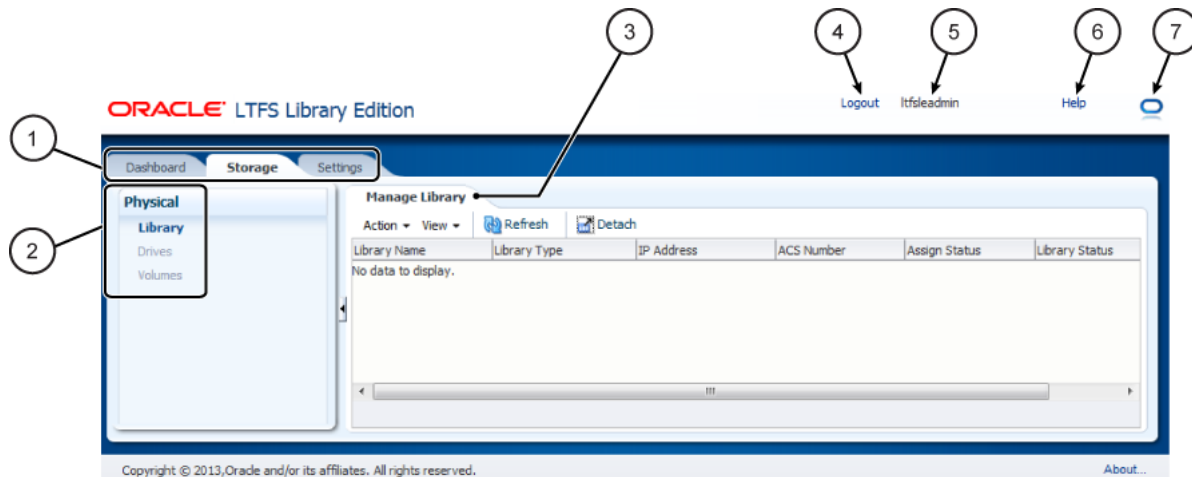 3 4 5 6 7
ORACLE LTFS Library Edition Logout ltfsleadmin Help
1
Dashboard Storage Settings
Physical
Library
Drives
Volumes
2
Manage Library
Action View Refresh Detach
Library Name Library Type IP Address ACS Number Assign Status Library Status
No data to display.
Copyright © 2013,Oracle and/or its affiliates. All rights reserved. About...